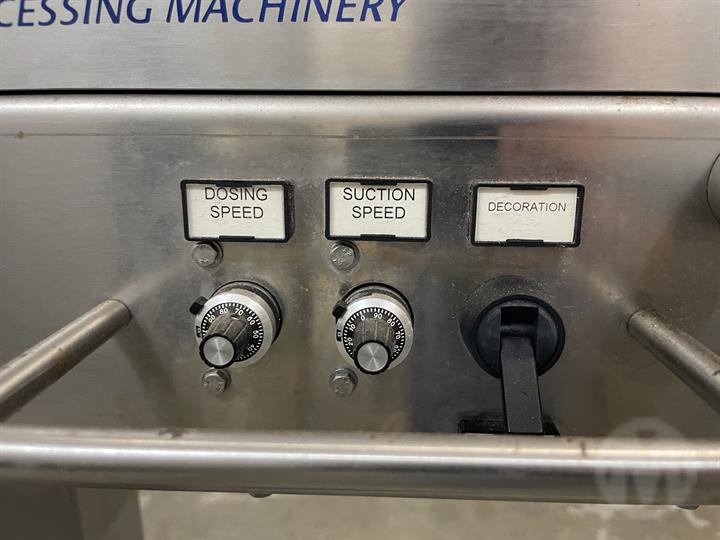 CESSING MACHINERY
DOSING
SPEED
SUCTION
SPEED
DECORATION